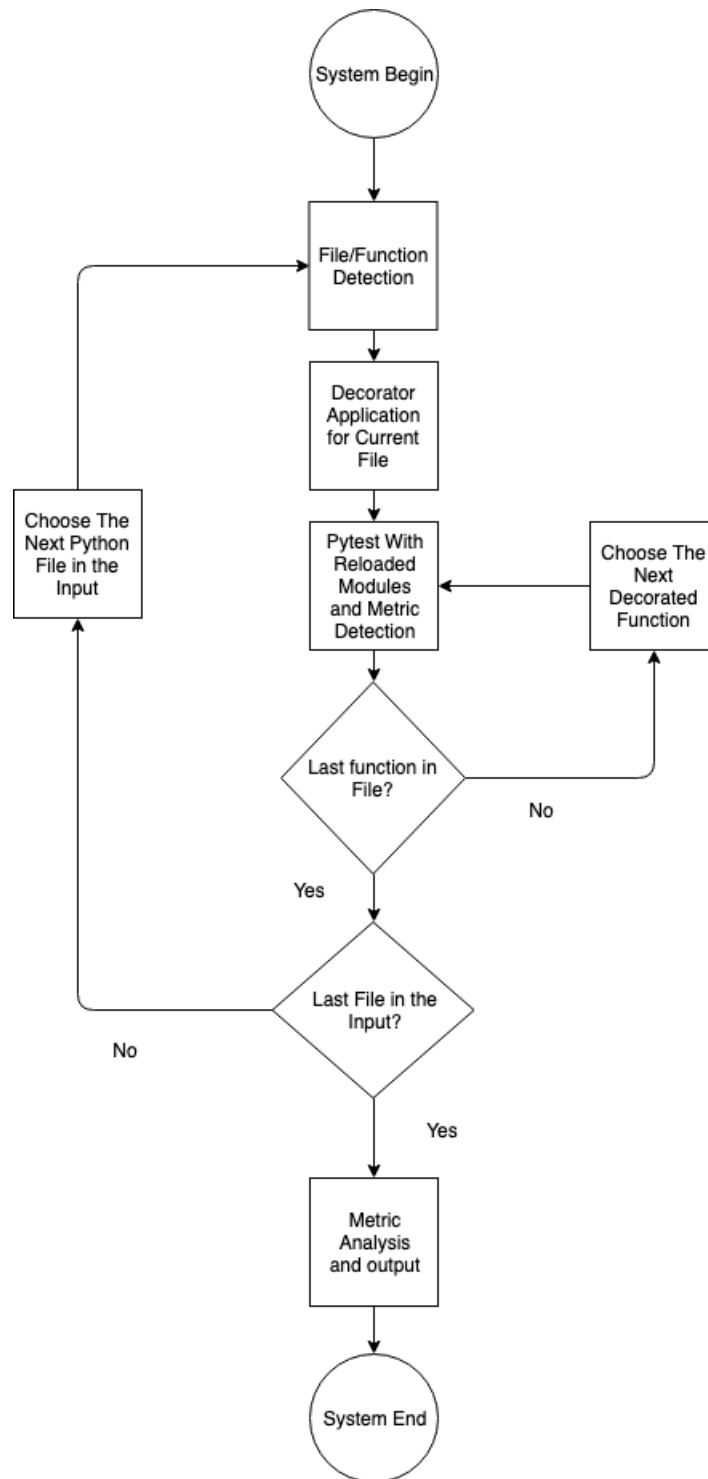 System Begin
File/Function
Detection
Decorator
Application
for Current
File
Choose The
Next Python
File in the
Input
Pytest With
Reloaded
Modules
and Metric
Detection
Choose The
Next
Decorated
Function
Last function in
File?
No
Yes
Last File in the
Input?
No
Yes
Metric
Analysis
and output
System End